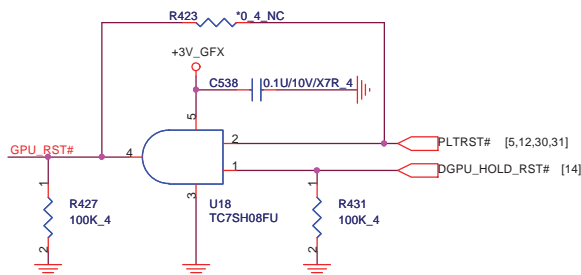 R423 *0_4_NC
+3V_GFX
C538 0.1U/10V/X7R_4
5
2 PLTRST# [5,12,30,31]
GPU_RST# 4
1 DGPU_HOLD_RST# [14]
3
1
1
R427
100K_4
U18
TC7SH08FU
R431
100K_4
2
2